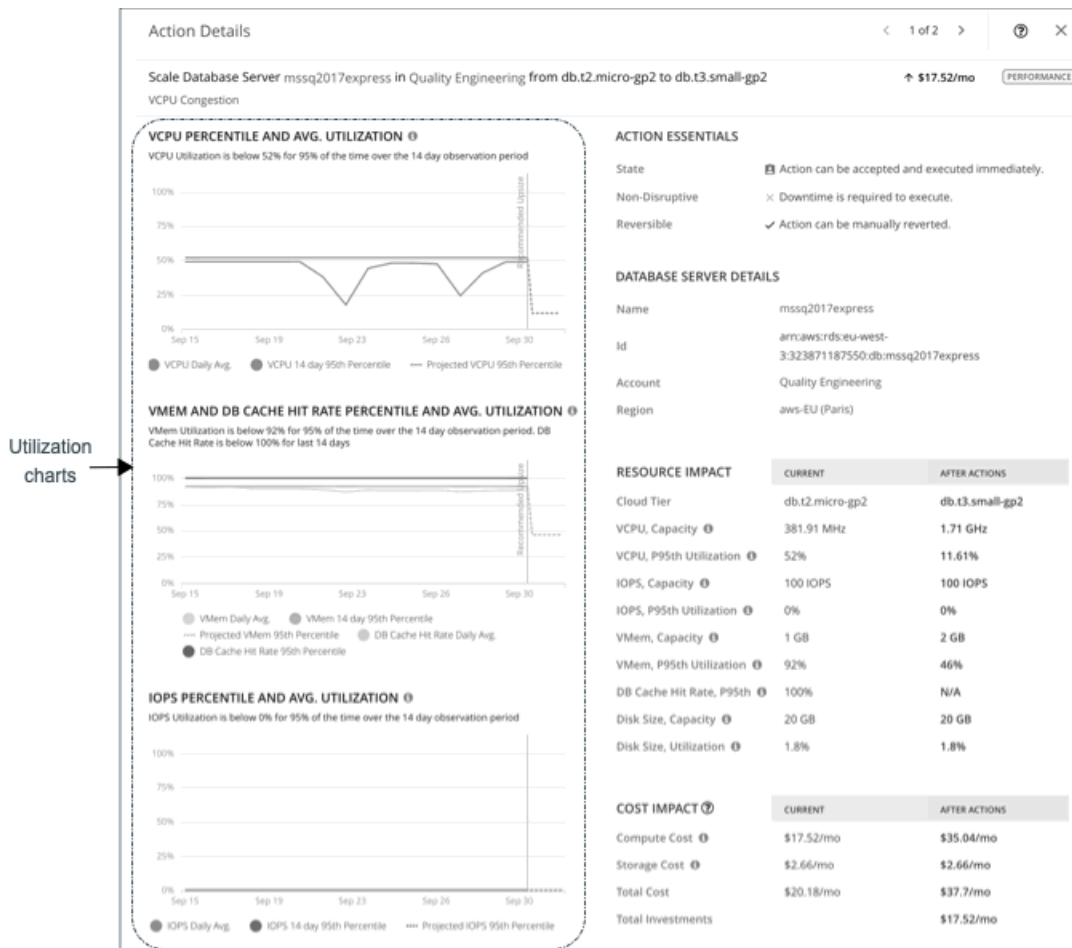 Action Details
1 of 2
Scale Database Server mssq2017express in Quality Engineering from db.t2.micro-gp2 to db.t3.small-gp2
↑ $17.52/mo
PERFORMANCE
VCPU Congestion
Utilization
charts
VCPU PERCENTILE AND AVG. UTILIZATION
VCPU Utilization is below 52% for 95% of the time over the 14 day observation period
100%
75%
50%
25%
0%
Recommended Upsize
Sep 15 Sep 19 Sep 22 Sep 26 Sep 30
VCPU Daily Avg. VCPU 14 day 95th Percentile Projected VCPU 95th Percentile
VMEM AND DB CACHE HIT RATE PERCENTILE AND AVG. UTILIZATION
VMem Utilization is below 92% for 95% of the time over the 14 day observation period. DB
Cache Hit Rate is below 100% for last 14 days
100%
75%
50%
25%
0%
Recommended Upsize
Sep 15 Sep 19 Sep 22 Sep 26 Sep 30
VMem Daily Avg. VMem 14 day 95th Percentile
Projected VMem 95th Percentile DB Cache Hit Rate Daily Avg.
DB Cache Hit Rate 95th Percentile
IOPS PERCENTILE AND AVG. UTILIZATION
IOPS Utilization is below 0% for 95% of the time over the 14 day observation period
100%
75%
50%
25%
0%
Sep 15 Sep 19 Sep 22 Sep 26 Sep 30
IOPS Daily Avg. IOPS 14 day 95th Percentile Projected IOPS 95th Percentile
ACTION ESSENTIALS
State Action can be accepted and executed immediately.
Non-Disruptive × Downtime is required to execute.
Reversible ✓ Action can be manually reverted.
DATABASE SERVER DETAILS
Name mssq2017express
Id arn:aws:rds:eu-west-
3:323871187550:db:mssq2017express
Account Quality Engineering
Region aws-EU (Paris)
RESOURCE IMPACT CURRENT AFTER ACTIONS
Cloud Tier db.t2.micro-gp2 db.t3.small-gp2
VCPU, Capacity 381.91 MHz 1.71 GHz
VCPU, P95th Utilization 52% 11.61%
IOPS, Capacity 100 IOPS 100 IOPS
IOPS, P95th Utilization 0% 0%
VMem, Capacity 1 GB 2 GB
VMem, P95th Utilization 92% 46%
DB Cache Hit Rate, P95th 100% N/A
Disk Size, Capacity 20 GB 20 GB
Disk Size, Utilization 1.8% 1.8%
COST IMPACT CURRENT AFTER ACTIONS
Compute Cost $17.52/mo $35.04/mo
Storage Cost $2.66/mo $2.66/mo
Total Cost $20.18/mo $37.7/mo
Total Investments $17.52/mo